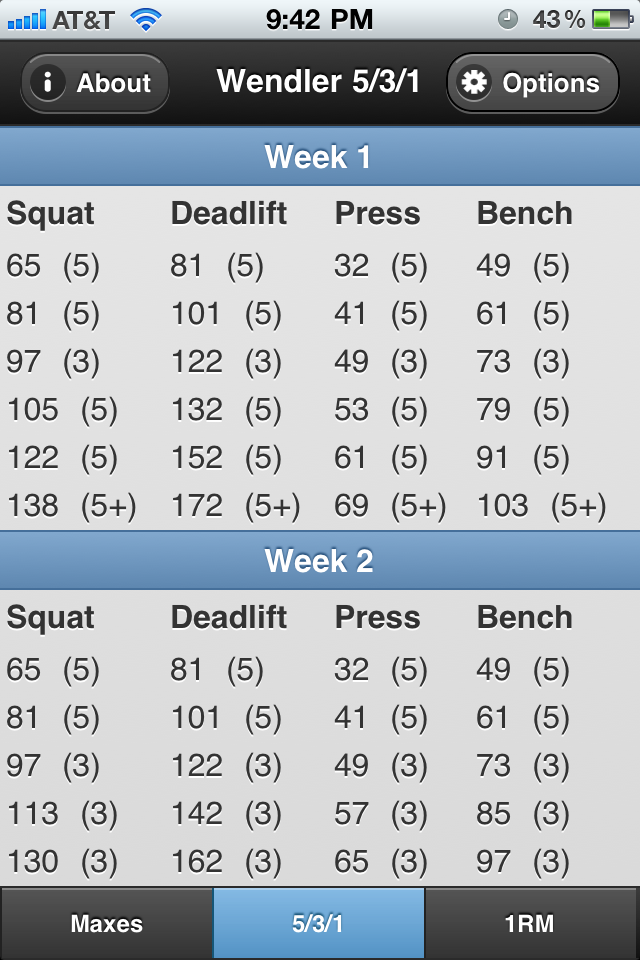 AT&T 9:42 PM 43%
About Wendler 5/3/1 Options
Week 1
Squat Deadlift Press Bench
65 (5) 81 (5) 32 (5) 49 (5)
81 (5) 101 (5) 41 (5) 61 (5)
97 (3) 122 (3) 49 (3) 73 (3)
105 (5) 132 (5) 53 (5) 79 (5)
122 (5) 152 (5) 61 (5) 91 (5)
138 (5+) 172 (5+) 69 (5+) 103 (5+)
Week 2
Squat Deadlift Press Bench
65 (5) 81 (5) 32 (5) 49 (5)
81 (5) 101 (5) 41 (5) 61 (5)
97 (3) 122 (3) 49 (3) 73 (3)
113 (3) 142 (3) 57 (3) 85 (3)
130 (3) 162 (3) 65 (3) 97 (3)
Maxes 5/3/1 1RM